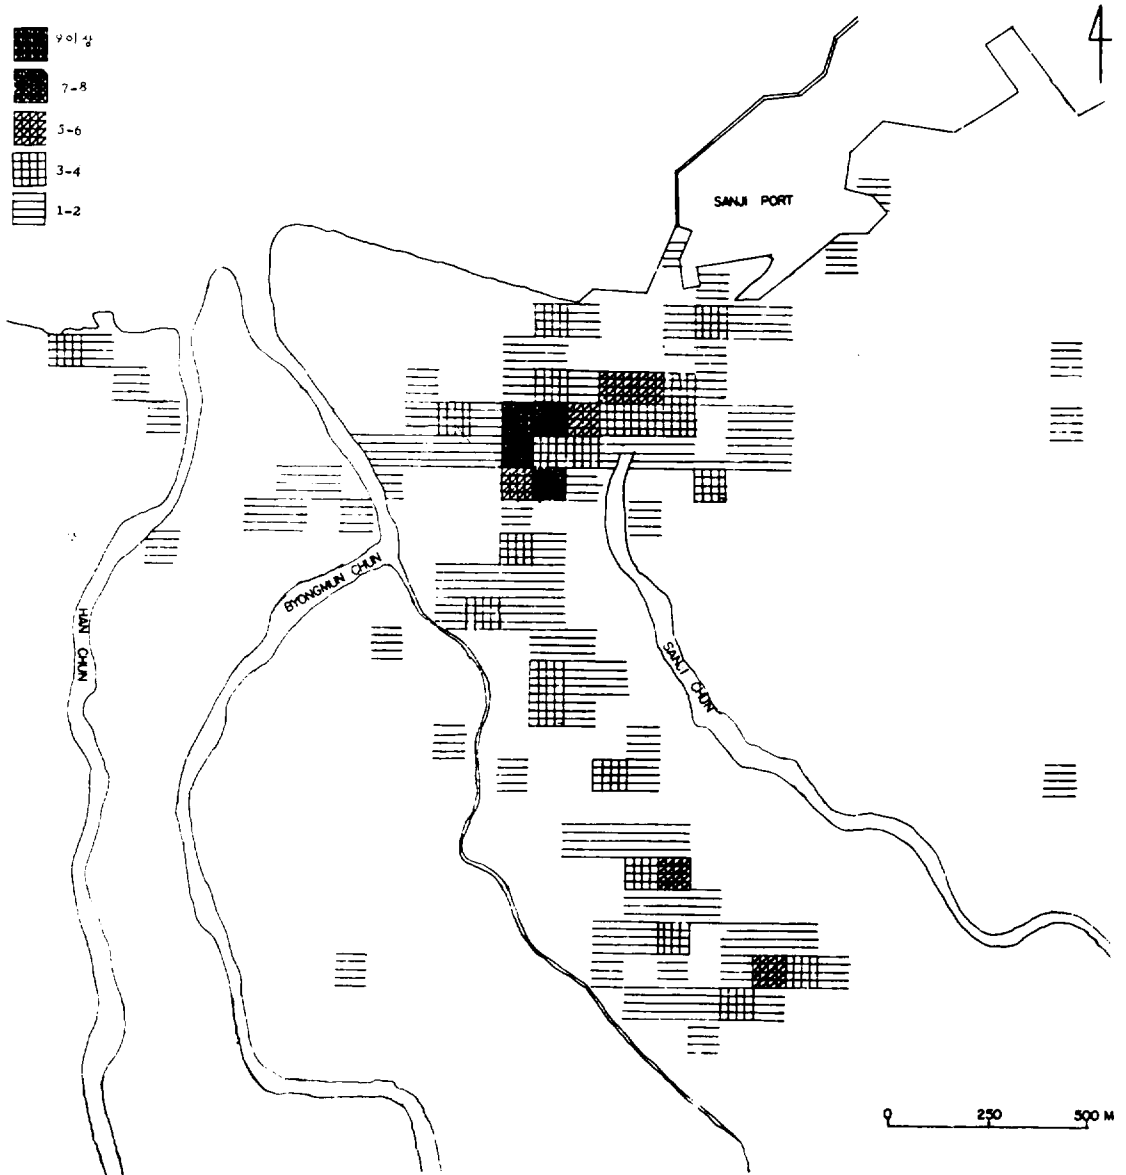 9이상
7-8
5-6
3-4
1-2
SANJI PORT
BYONGMUN CHUN
HAN CHUN
SANJI CHUN
0 250 500 M